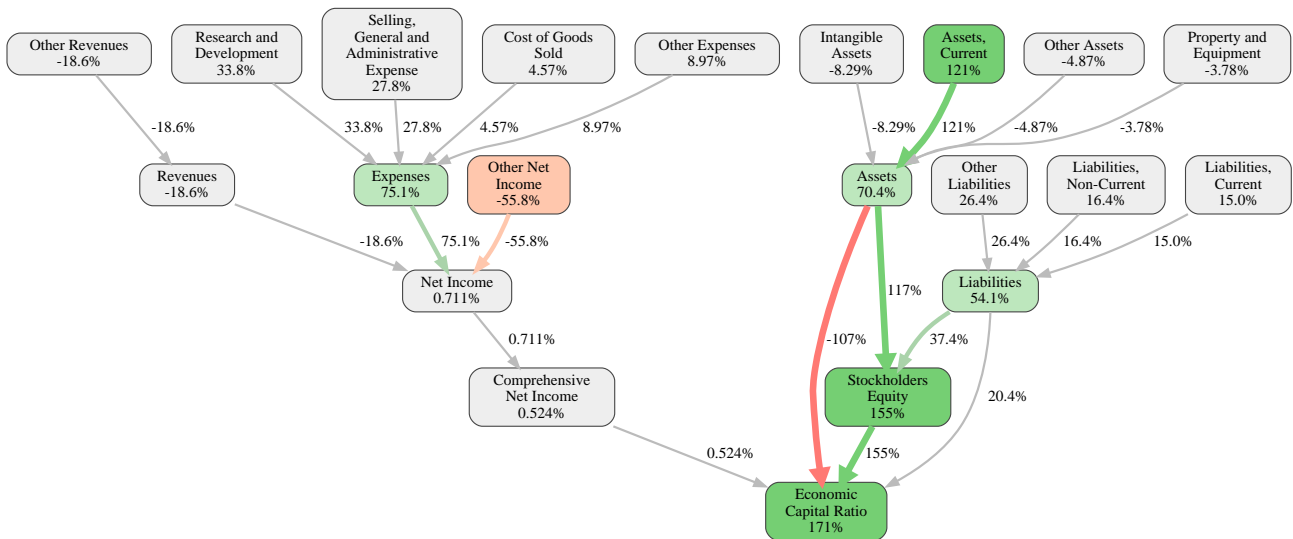 Other Revenues
-18.6%
Research and
Development
33.8%
Selling,
General and
Administrative
Expense
27.8%
Cost of Goods
Sold
4.57%
Other Expenses
8.97%
Intangible
Assets
-8.29%
Assets,
Current
121%
Other Assets
-4.87%
Property and
Equipment
-3.78%
-18.6%
33.8%
27.8%
4.57%
8.97%
-8.29%
121%
-4.87%
-3.78%
Revenues
-18.6%
Expenses
75.1%
Other Net
Income
-55.8%
Assets
70.4%
Other
Liabilities
26.4%
Liabilities,
Non-Current
16.4%
Liabilities,
Current
15.0%
-18.6%
75.1%
-55.8%
26.4%
16.4%
15.0%
Net Income
0.711%
117%
Liabilities
54.1%
0.711%
-107%
37.4%
Comprehensive
Net Income
0.524%
Stockholders
Equity
155%
20.4%
0.524%
155%
Economic
Capital Ratio
171%